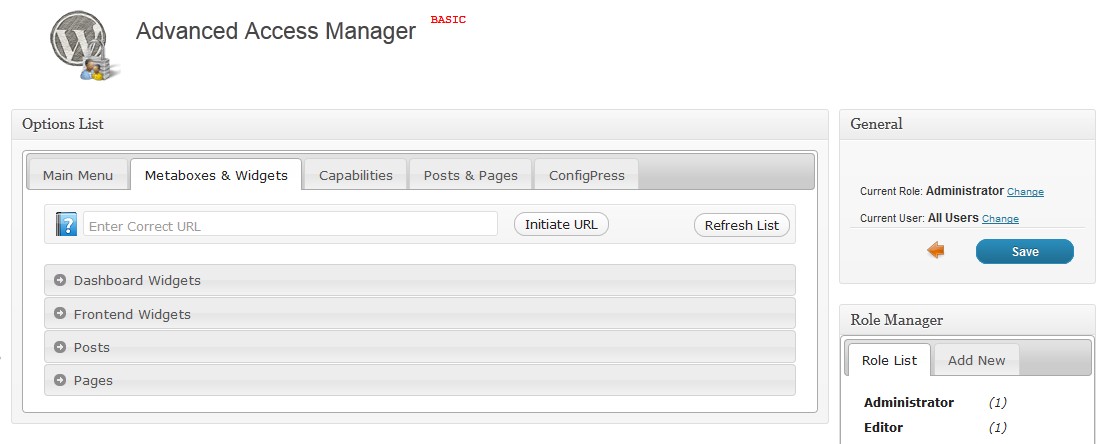 Advanced Access Manager BASIC
Options List
Main Menu Metaboxes & Widgets Capabilities Posts & Pages ConfigPress
Enter Correct URL Initiate URL Refresh List
Dashboard Widgets
Frontend Widgets
Posts
Pages
General
Current Role: Administrator Change
Current User: All Users Change
Save
Role Manager
Role List Add New
Administrator (1)
Editor (1)